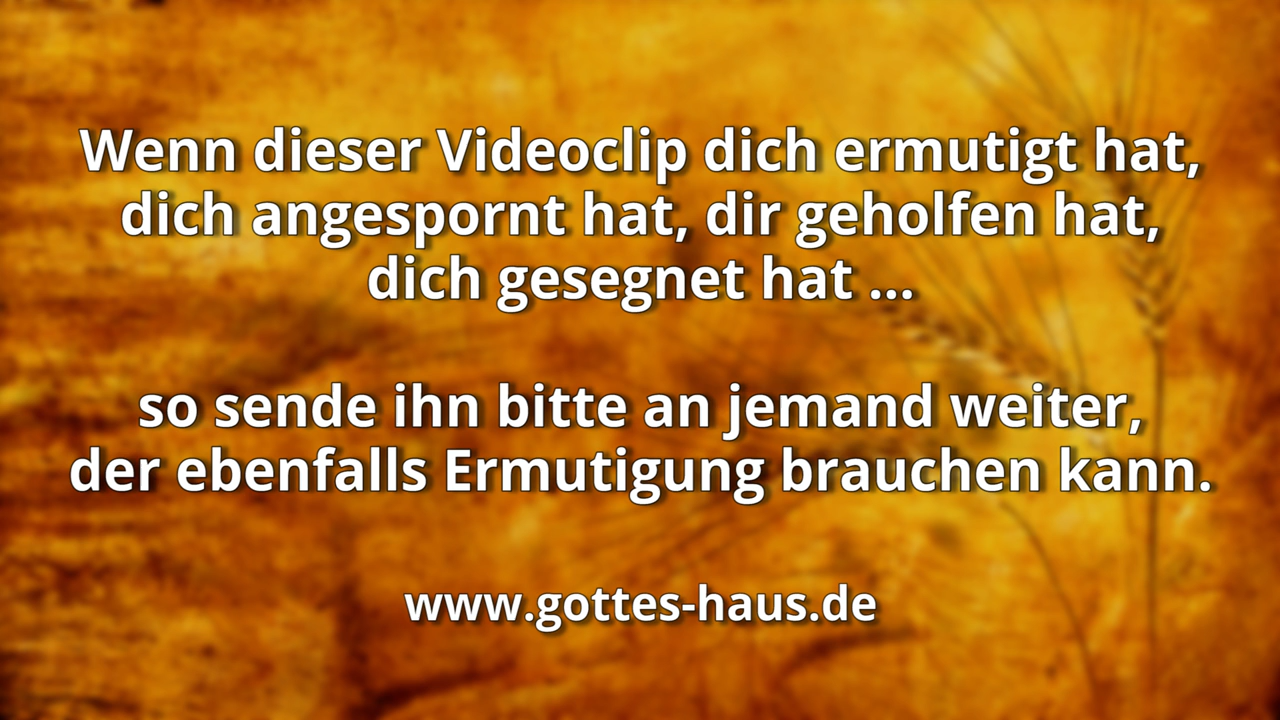 Wenn dieser Videoclip dich ermutigt hat,
dich angespornt hat, dir geholfen hat,
dich gesegnet hat ...
so sende ihn bitte an jemand weiter,
der ebenfalls Ermutigung brauchen kann.
www.gottes-haus.de